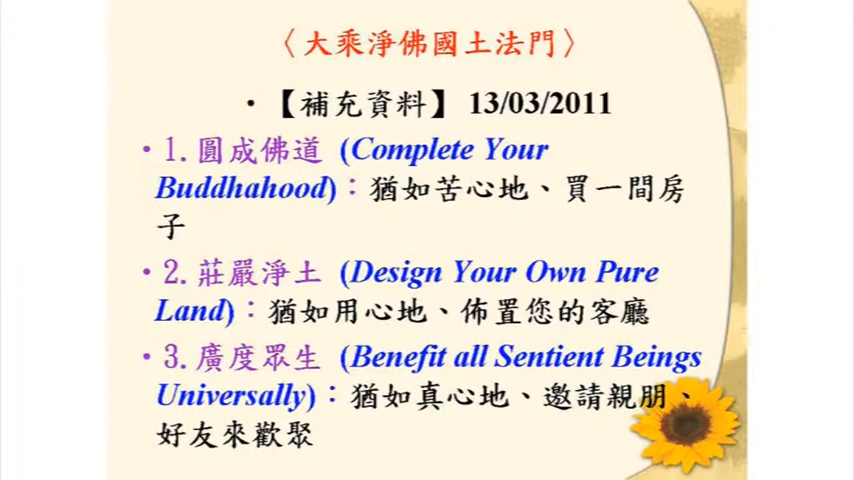 〈大乘淨佛國土法門〉
•【補充資料】 13/03/2011
• 1. 圓成佛道 (Complete Your
Buddhahood)：猶如苦心地、買一間房
子
• 2. 莊嚴淨土 (Design Your Own Pure
Land)：猶如用心地、佈置您的客廳
• 3. 廣度眾生 (Benefit all Sentient Beings
Universally)：猶如真心地、邀請親朋、
好友來歡聚